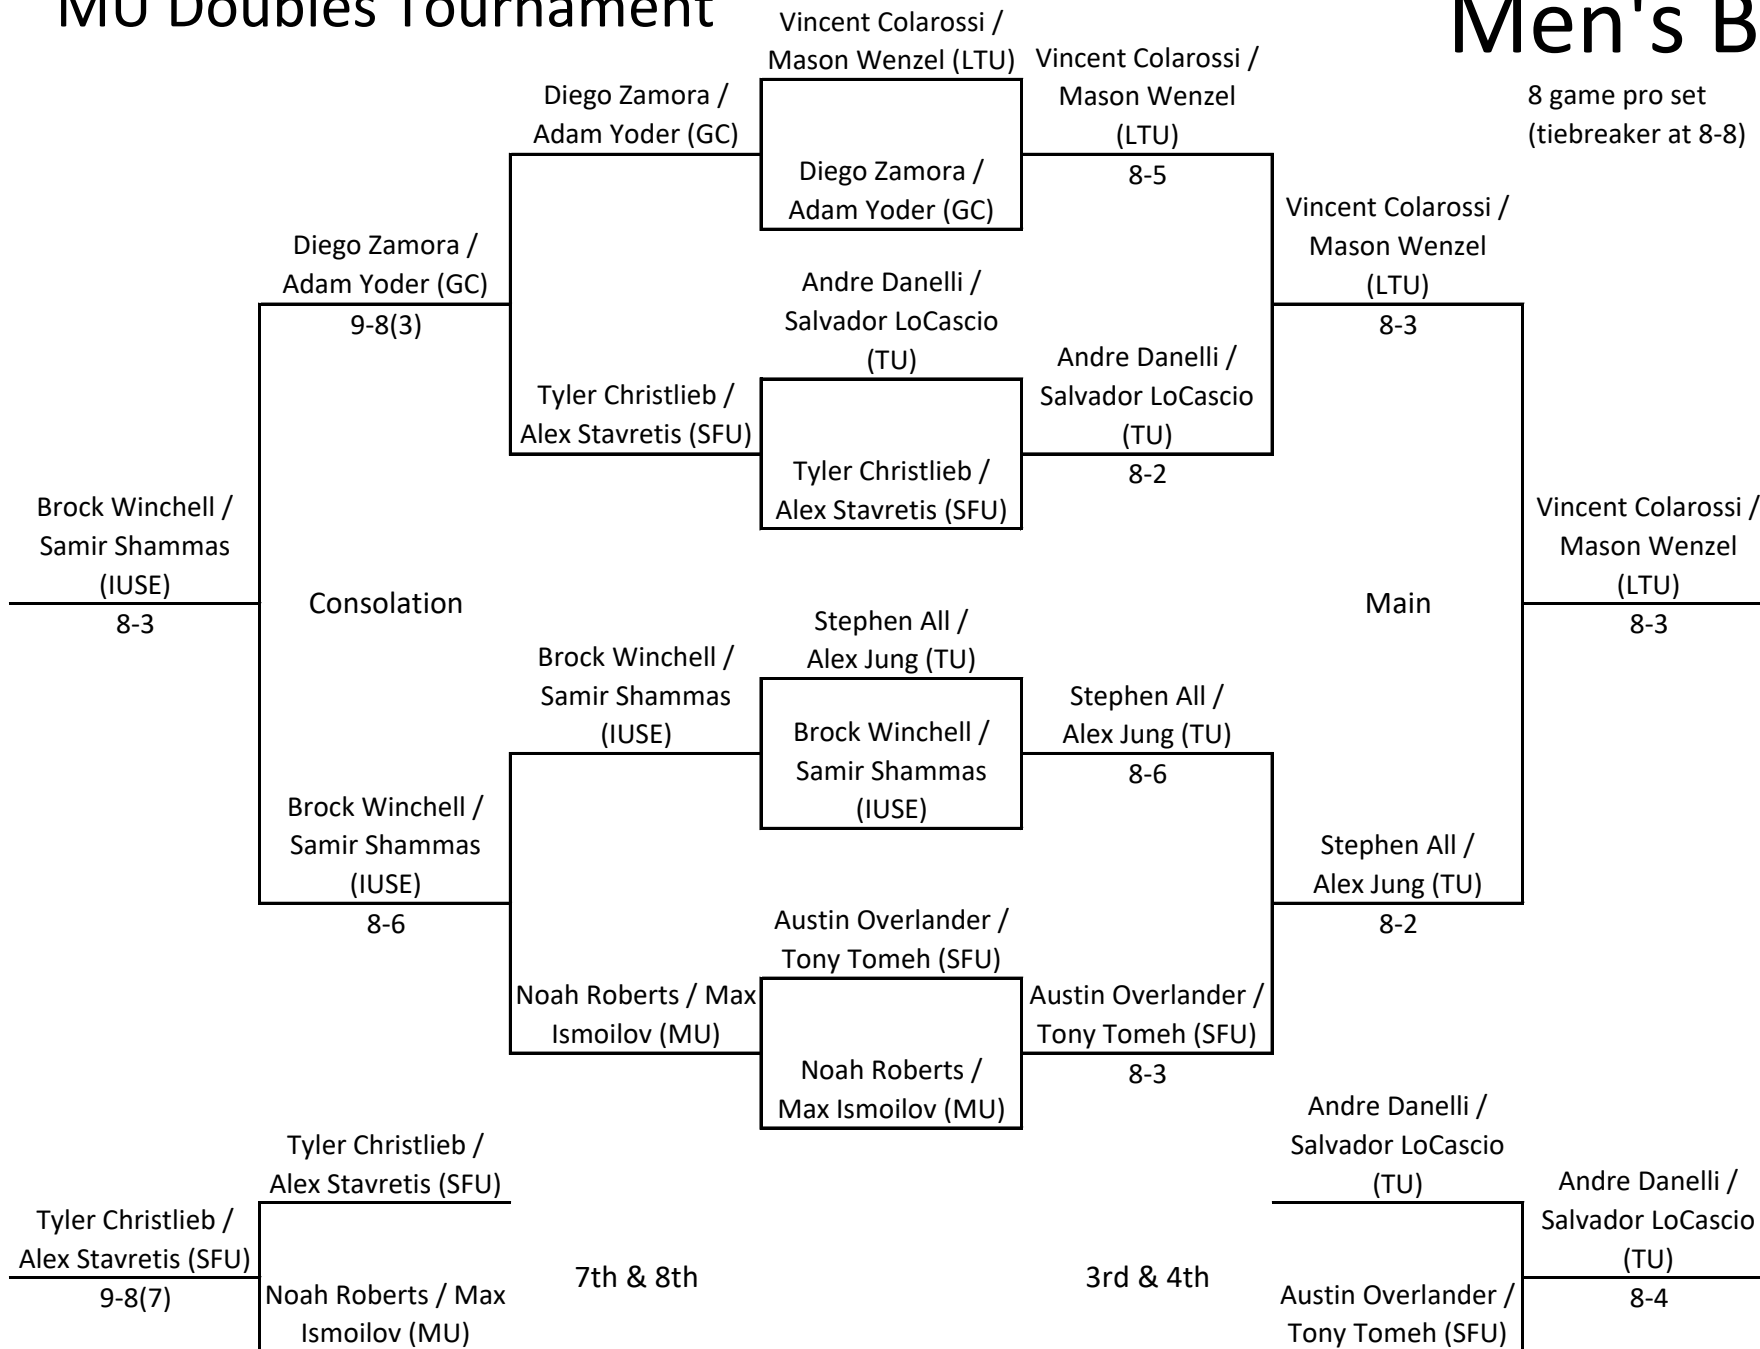 MU Doubles Tournament
Men's B
8 game pro set
(tiebreaker at 8-8)
Vincent Colarossi /
Mason Wenzel (LTU)
Diego Zamora /
Adam Yoder (GC)
Andre Danelli /
Salvador LoCascio
(TU)
Tyler Christlieb /
Alex Stavretis (SFU)
Stephen All /
Alex Jung (TU)
Brock Winchell /
Samir Shammas
(IUSE)
Austin Overlander /
Tony Tomeh (SFU)
Noah Roberts /
Max Ismoilov (MU)
Vincent Colarossi /
Mason Wenzel
(LTU)
8-5
Andre Danelli /
Salvador LoCascio
(TU)
8-2
Stephen All /
Alex Jung (TU)
8-6
Austin Overlander /
Tony Tomeh (SFU)
8-3
Vincent Colarossi /
Mason Wenzel
(LTU)
8-3
Main
Stephen All /
Alex Jung (TU)
8-2
Vincent Colarossi /
Mason Wenzel
(LTU)
8-3
Diego Zamora /
Adam Yoder (GC)
Tyler Christlieb /
Alex Stavretis (SFU)
Brock Winchell /
Samir Shammas
(IUSE)
Noah Roberts / Max
Ismoilov (MU)
Diego Zamora /
Adam Yoder (GC)
9-8(3)
Consolation
Brock Winchell /
Samir Shammas
(IUSE)
8-6
Brock Winchell /
Samir Shammas
(IUSE)
8-3
Tyler Christlieb /
Alex Stavretis (SFU)
Noah Roberts / Max
Ismoilov (MU)
Tyler Christlieb /
Alex Stavretis (SFU)
9-8(7)
7th & 8th
3rd & 4th
Andre Danelli /
Salvador LoCascio
(TU)
Austin Overlander /
Tony Tomeh (SFU)
Andre Danelli /
Salvador LoCascio
(TU)
8-4